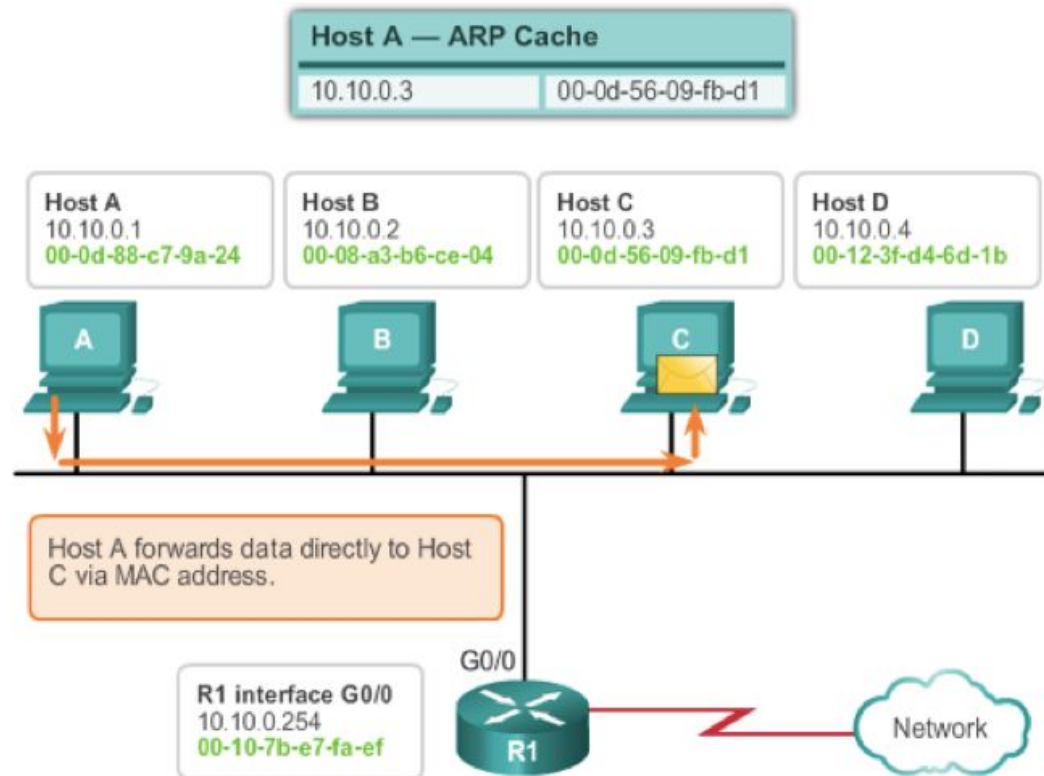 Host A — ARP Cache
10.10.0.3 00-0d-56-09-fb-d1
Host A
10.10.0.1
00-0d-88-c7-9a-24
Host B
10.10.0.2
00-08-a3-b6-ce-04
Host C
10.10.0.3
00-0d-56-09-fb-d1
Host D
10.10.0.4
00-12-3f-d4-6d-1b
A
B
C
D
Host A forwards data directly to Host
C via MAC address.
G0/0
R1 interface G0/0
10.10.0.254
00-10-7b-e7-fa-ef
R1
Network